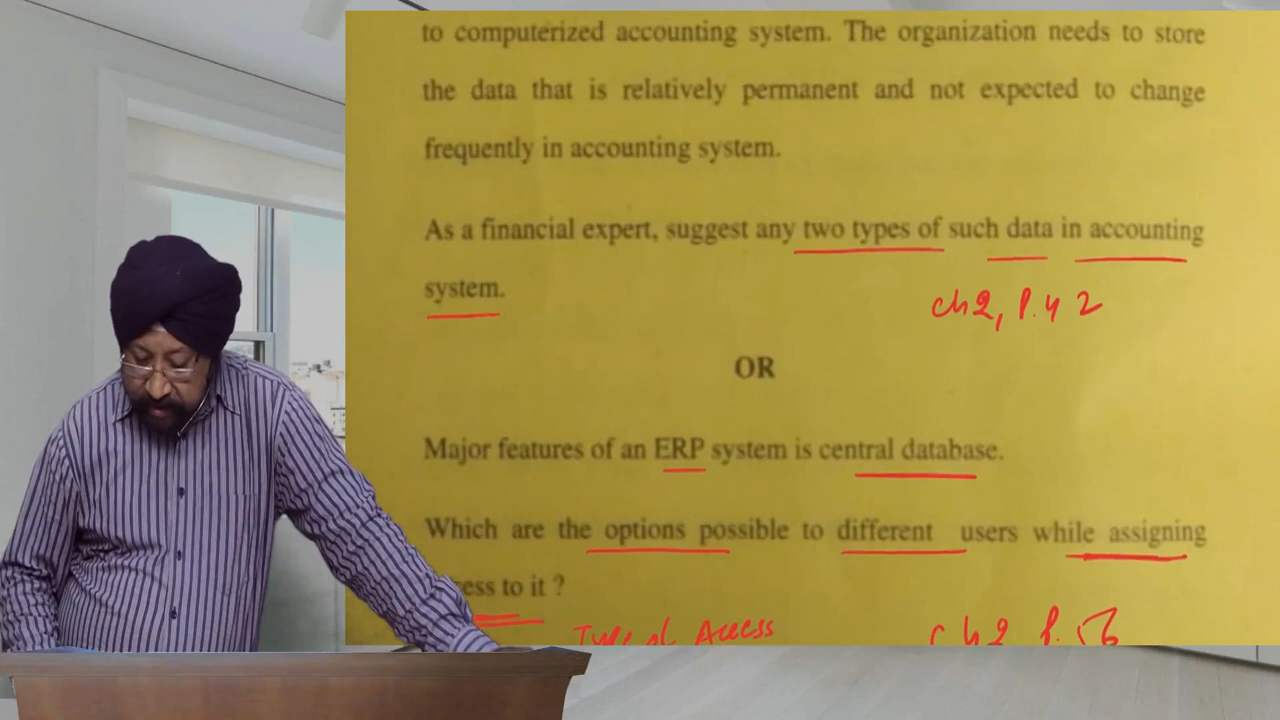 to computerized accounting system. The organization needs to store
the data that is relatively permanent and not expected to change
frequently in accounting system.
As a financial expert, suggest any two types of such data in accounting
system.
ch2, P.42
OR
Major features of an ERP system is central database.
Which are the options possible to different users while assigning
ess to it ?
Type of Access ch2 P.56